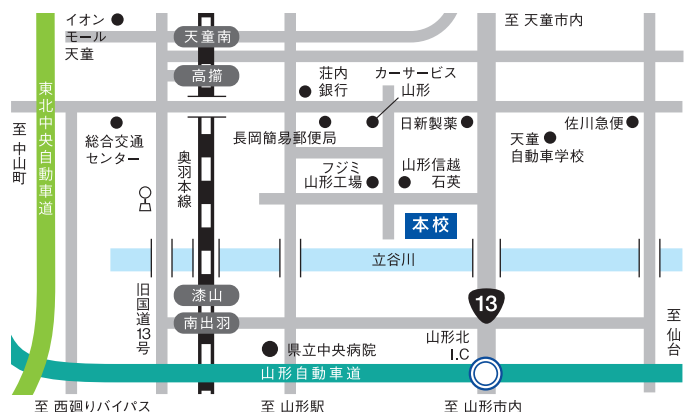 イオン
モール
天童
天童南
至 天童市内
高擶
荘内
銀行
カーサービス
山形
東北中央自動車道
至 中山町
総合交通
センター
奥羽本線
長岡簡易郵便局
日新製薬
天童
自動車学校
佐川急便
フジミ
山形工場
山形信越
石英
本校
立谷川
旧国道13号
漆山
南出羽
13
山形北
I.C
至 仙台
県立中央病院
山形自動車道
至 西廻りバイパス
至 山形駅
至 山形市内